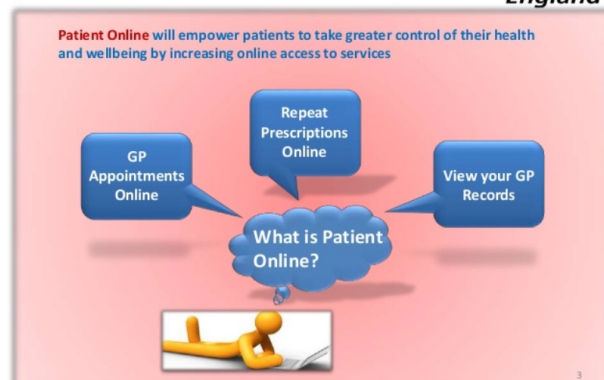 England
Patient Online will empower patients to take greater control of their health
and wellbeing by increasing online access to services
Repeat
Prescriptions
Online
GP
Appointments
Online
View your GP
Records
What is Patient
Online?
3